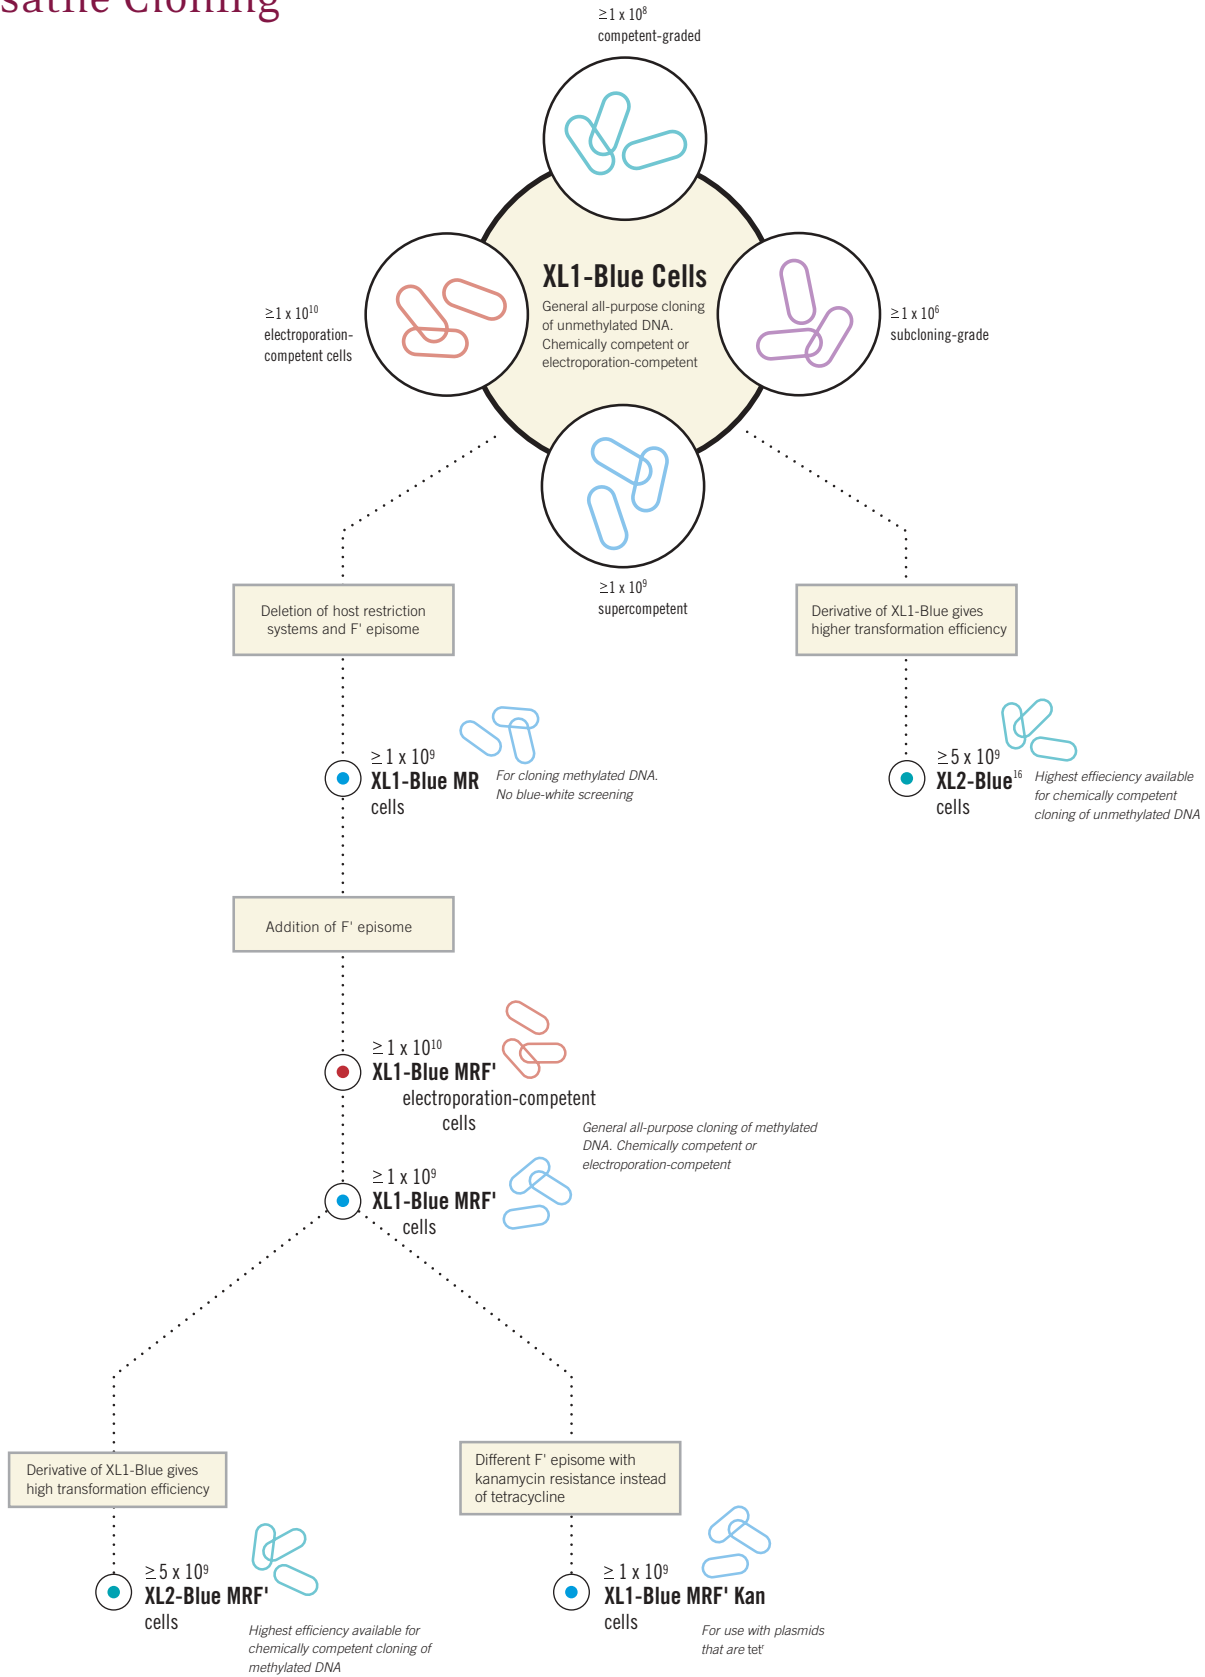 Cloning
≥1 x 10⁸
competent-graded
XL1-Blue Cells
General all-purpose cloning
of unmethylated DNA.
Chemically competent or
electroporation-competent
≥1 x 10¹⁰
electroporation-
competent cells
≥1 x 10⁶
subcloning-grade
≥1 x 10⁹
supercompetent
Deletion of host restriction
systems and F' episome
Derivative of XL1-Blue gives
higher transformation efficiency
≥ 1 x 10⁹
XL1-Blue MR
cells
For cloning methylated DNA.
No blue-white screening
≥ 5 x 10⁹
XL2-Blue¹⁶
cells
Highest effieciency available
for chemically competent
cloning of unmethylated DNA
Addition of F' episome
≥ 1 x 10¹⁰
XL1-Blue MRF'
electroporation-competent
cells
General all-purpose cloning of methylated
DNA. Chemically competent or
electroporation-competent
≥ 1 x 10⁹
XL1-Blue MRF'
cells
Derivative of XL1-Blue gives
high transformation efficiency
Different F' episome with
kanamycin resistance instead
of tetracycline
≥ 5 x 10⁹
XL2-Blue MRF'
cells
Highest efficiency available for
chemically competent cloning of
methylated DNA
≥ 1 x 10⁹
XL1-Blue MRF' Kan
cells
For use with plasmids
that are tetʳ